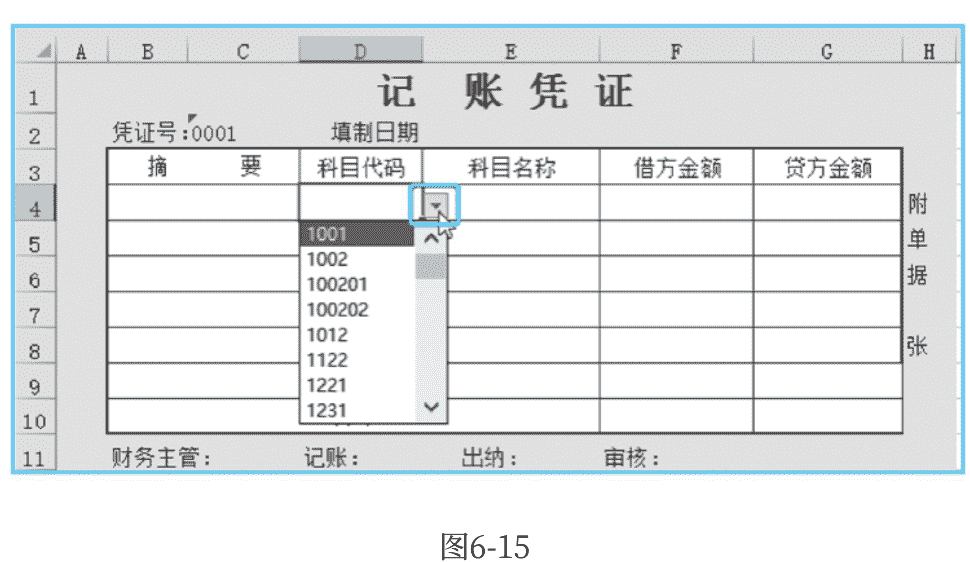 A B C D E F G H
1 记 账 凭 证
2 凭证号:0001 填制日期
3 摘 要 科目代码 科目名称 借方金额 贷方金额
4 附
1001
5 单
1002
6 据
100201
7 100202
1012
8 张
1122
9 1221
10 1231
11 财务主管: 记账: 出纳: 审核:
图6-15